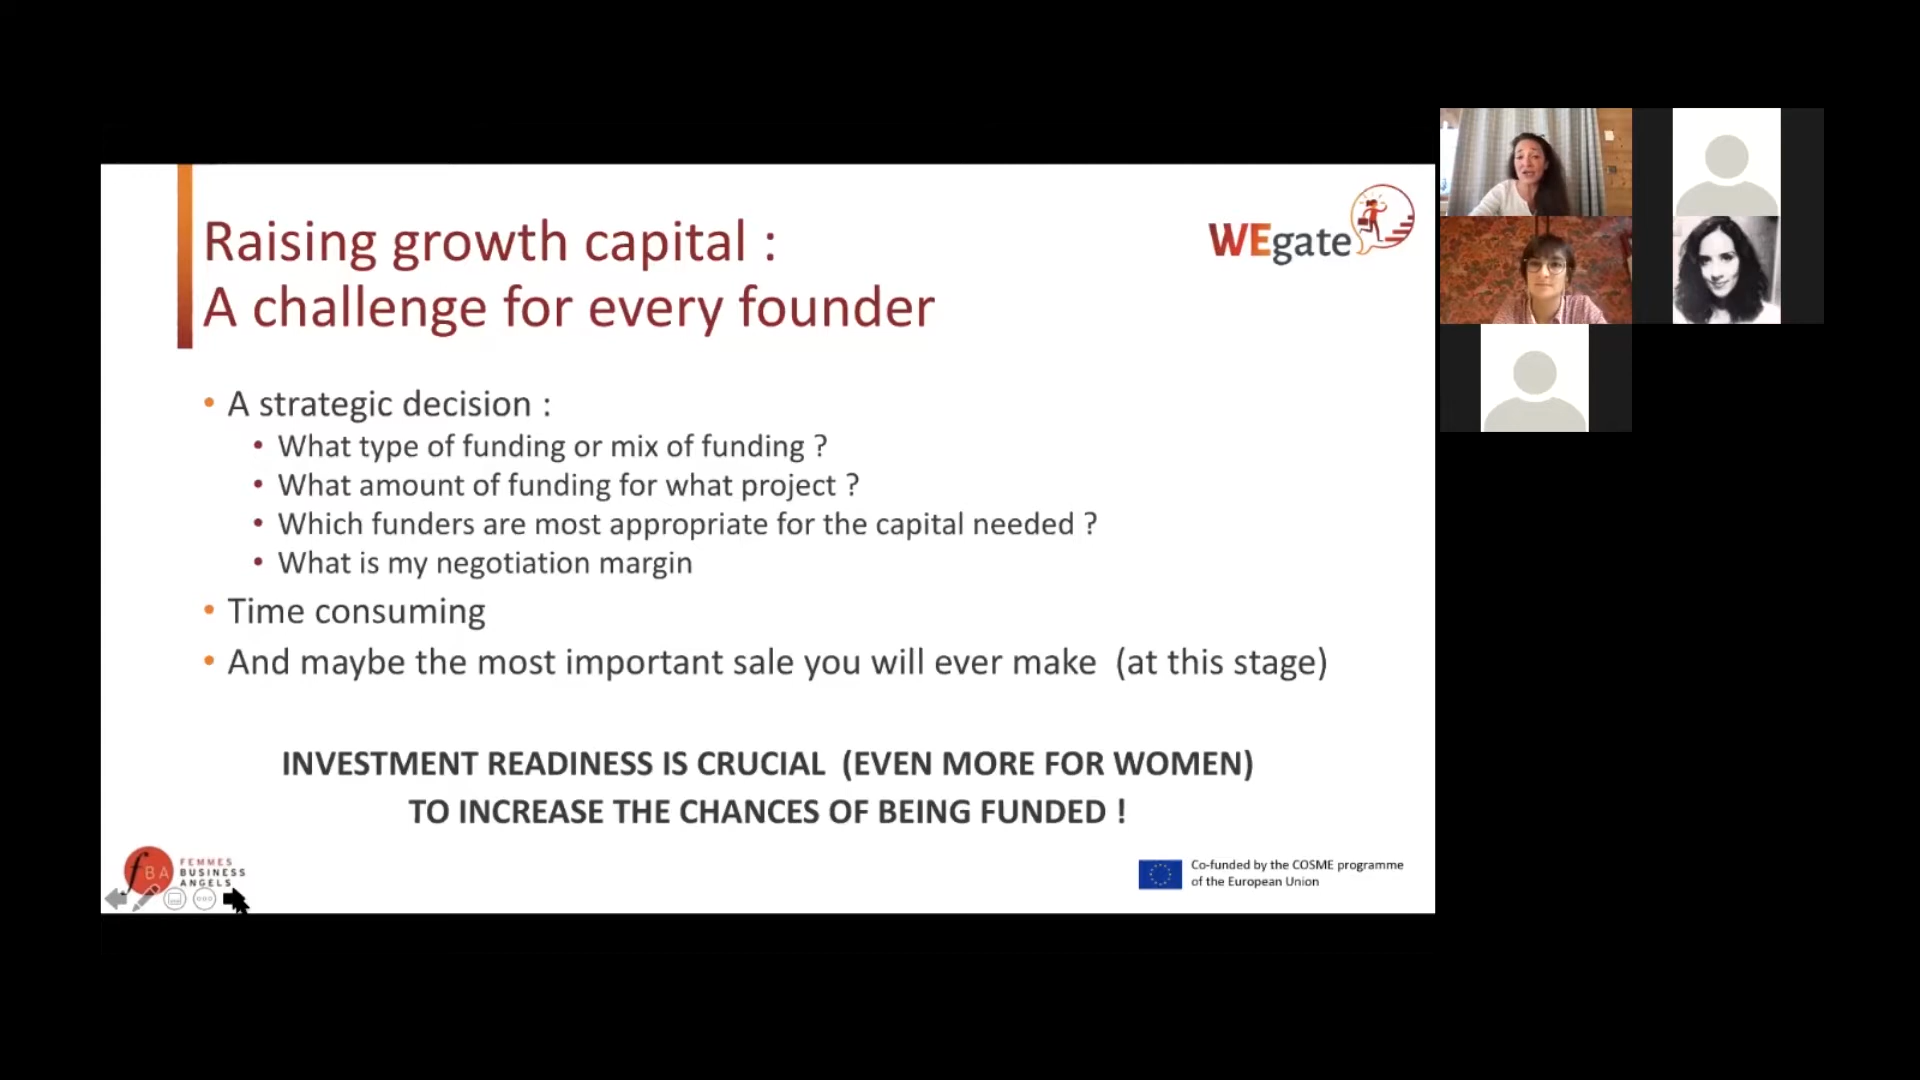 Raising growth capital :
A challenge for every founder
WEgate
• A strategic decision :
• What type of funding or mix of funding ?
• What amount of funding for what project ?
• Which funders are most appropriate for the capital needed ?
• What is my negotiation margin
• Time consuming
• And maybe the most important sale you will ever make (at this stage)
INVESTMENT READINESS IS CRUCIAL (EVEN MORE FOR WOMEN)
TO INCREASE THE CHANCES OF BEING FUNDED !
fBA
FEMMES
BUSINESS
ANGELS
Co-funded by the COSME programme
of the European Union